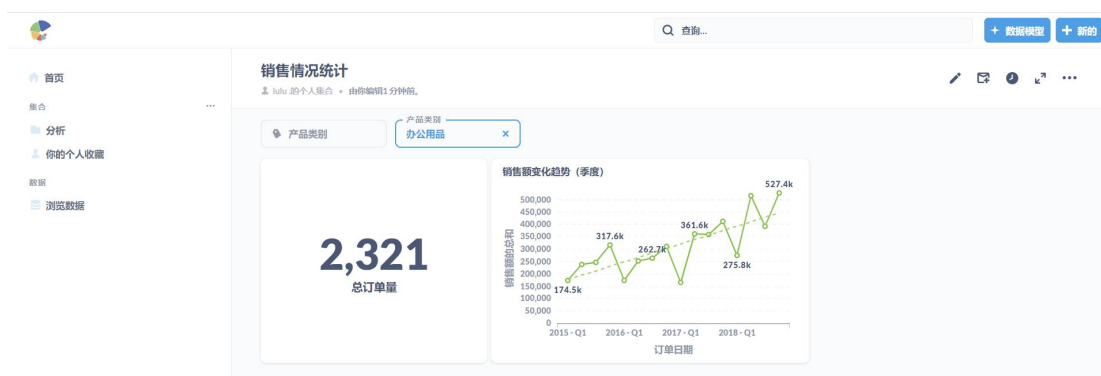 查询...
+ 数据模型
+ 新的
首页
集合
...
分析
你的个人收藏
数据
浏览数据
销售情况统计
lulu .的个人集合 • 由你编辑1 分钟前。
产品类别
产品类别
办公用品
×
2,321
总订单量
销售额变化趋势（季度）
销售额的总和
500,000
450,000
400,000
350,000
300,000
250,000
200,000
150,000
100,000
50,000
0
174.5k
317.6k
262.7k
361.6k
275.8k
527.4k
2015 - Q1
2016 - Q1
2017 - Q1
2018 - Q1
订单日期